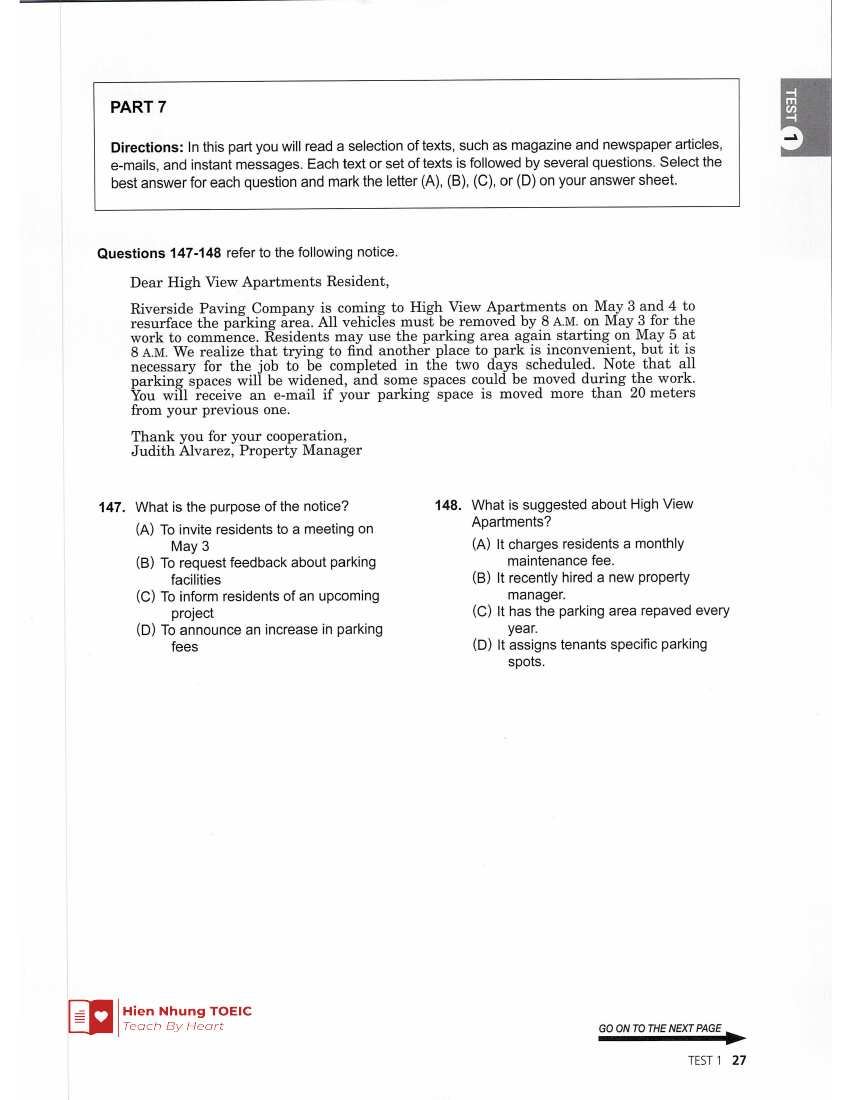 TEST 1
PART 7
Directions: In this part you will read a selection of texts, such as magazine and newspaper articles,
e-mails, and instant messages. Each text or set of texts is followed by several questions. Select the
best answer for each question and mark the letter (A), (B), (C), or (D) on your answer sheet.
Questions 147-148 refer to the following notice.
Dear High View Apartments Resident,
Riverside Paving Company is coming to High View Apartments on May 3 and 4 to
resurface the parking area. All vehicles must be removed by 8 A.M. on May 3 for the
work to commence. Residents may use the parking area again starting on May 5 at
8 A.M. We realize that trying to find another place to park is inconvenient, but it is
necessary for the job to be completed in the two days scheduled. Note that all
parking spaces will be widened, and some spaces could be moved during the work.
You will receive an e-mail if your parking space is moved more than 20 meters
from your previous one.
Thank you for your cooperation,
Judith Alvarez, Property Manager
147. What is the purpose of the notice?
(A) To invite residents to a meeting on
May 3
(B) To request feedback about parking
facilities
(C) To inform residents of an upcoming
project
(D) To announce an increase in parking
fees
148. What is suggested about High View
Apartments?
(A) It charges residents a monthly
maintenance fee.
(B) It recently hired a new property
manager.
(C) It has the parking area repaved every
year.
(D) It assigns tenants specific parking
spots.
Hien Nhung TOEIC
Teach By Heart
GO ON TO THE NEXT PAGE
TEST 1 27